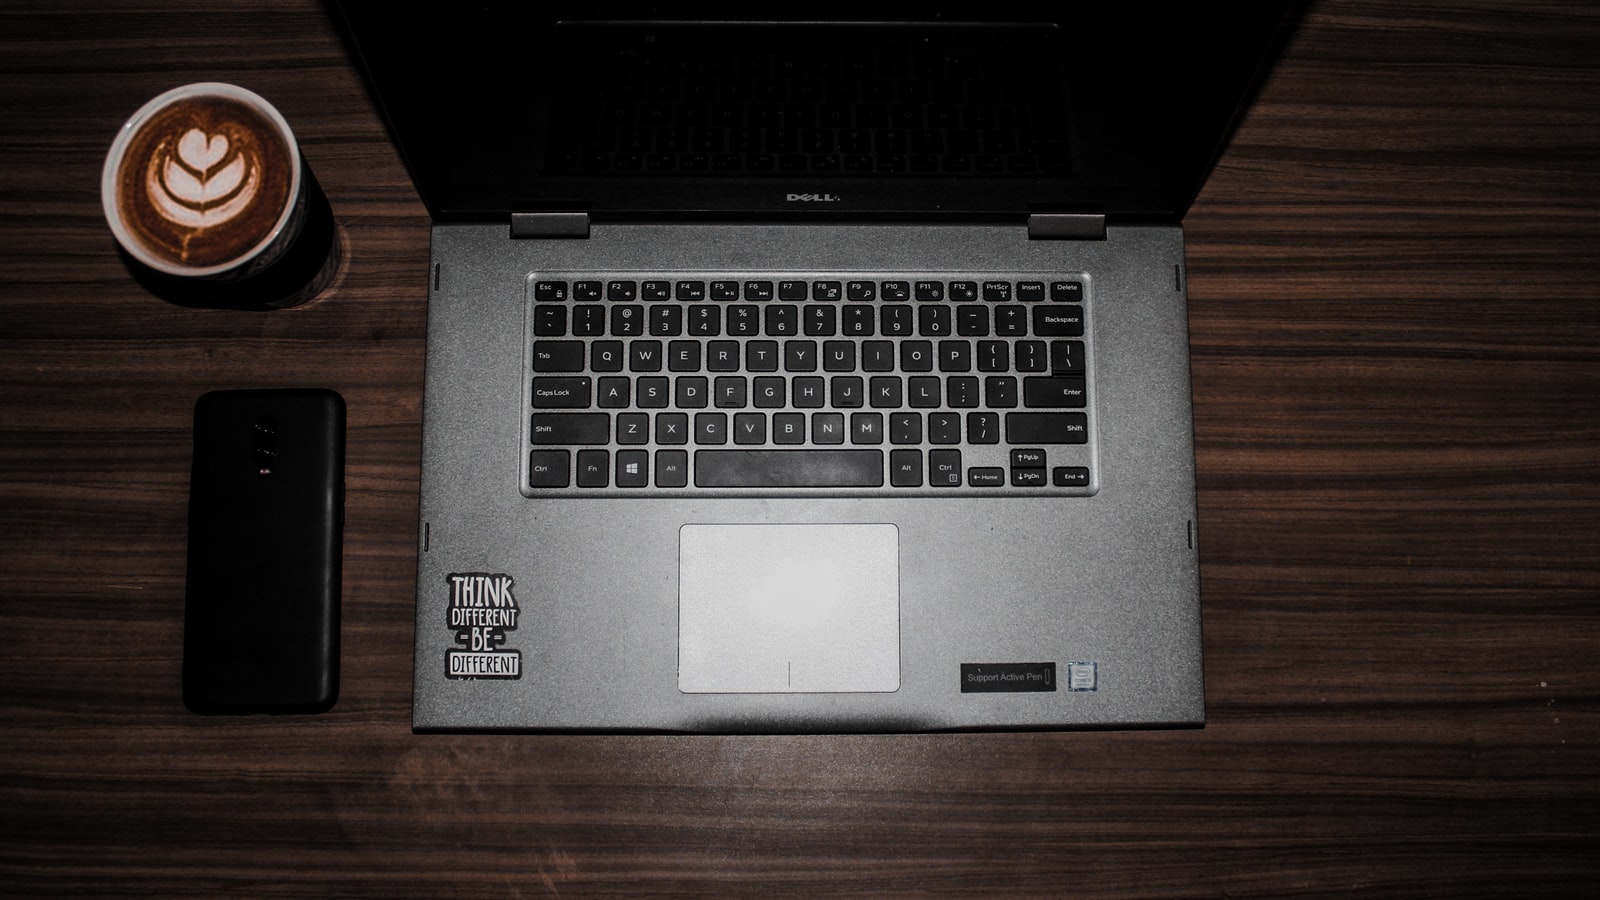 DELL
Esc F1 F2 F3 F4 F5 F6 F7 F8 F9 F10 F11 F12 PrtScr Insert Delete
~ ! @ # $ % ^ & * ( ) _ +
` 1 2 3 4 5 6 7 8 9 0 - = Backspace
Tab Q W E R T Y U I O P { [ } ] | \
Caps Lock A S D F G H J K L : ; " ' Enter
Shift Z X C V B N M < , > . ? / Shift
Ctrl Fn Alt Alt Ctrl ←Home ↑PgUp ↓PgDn End→
THINK
DIFFERENT
-BE-
DIFFERENT
Support Active Pen